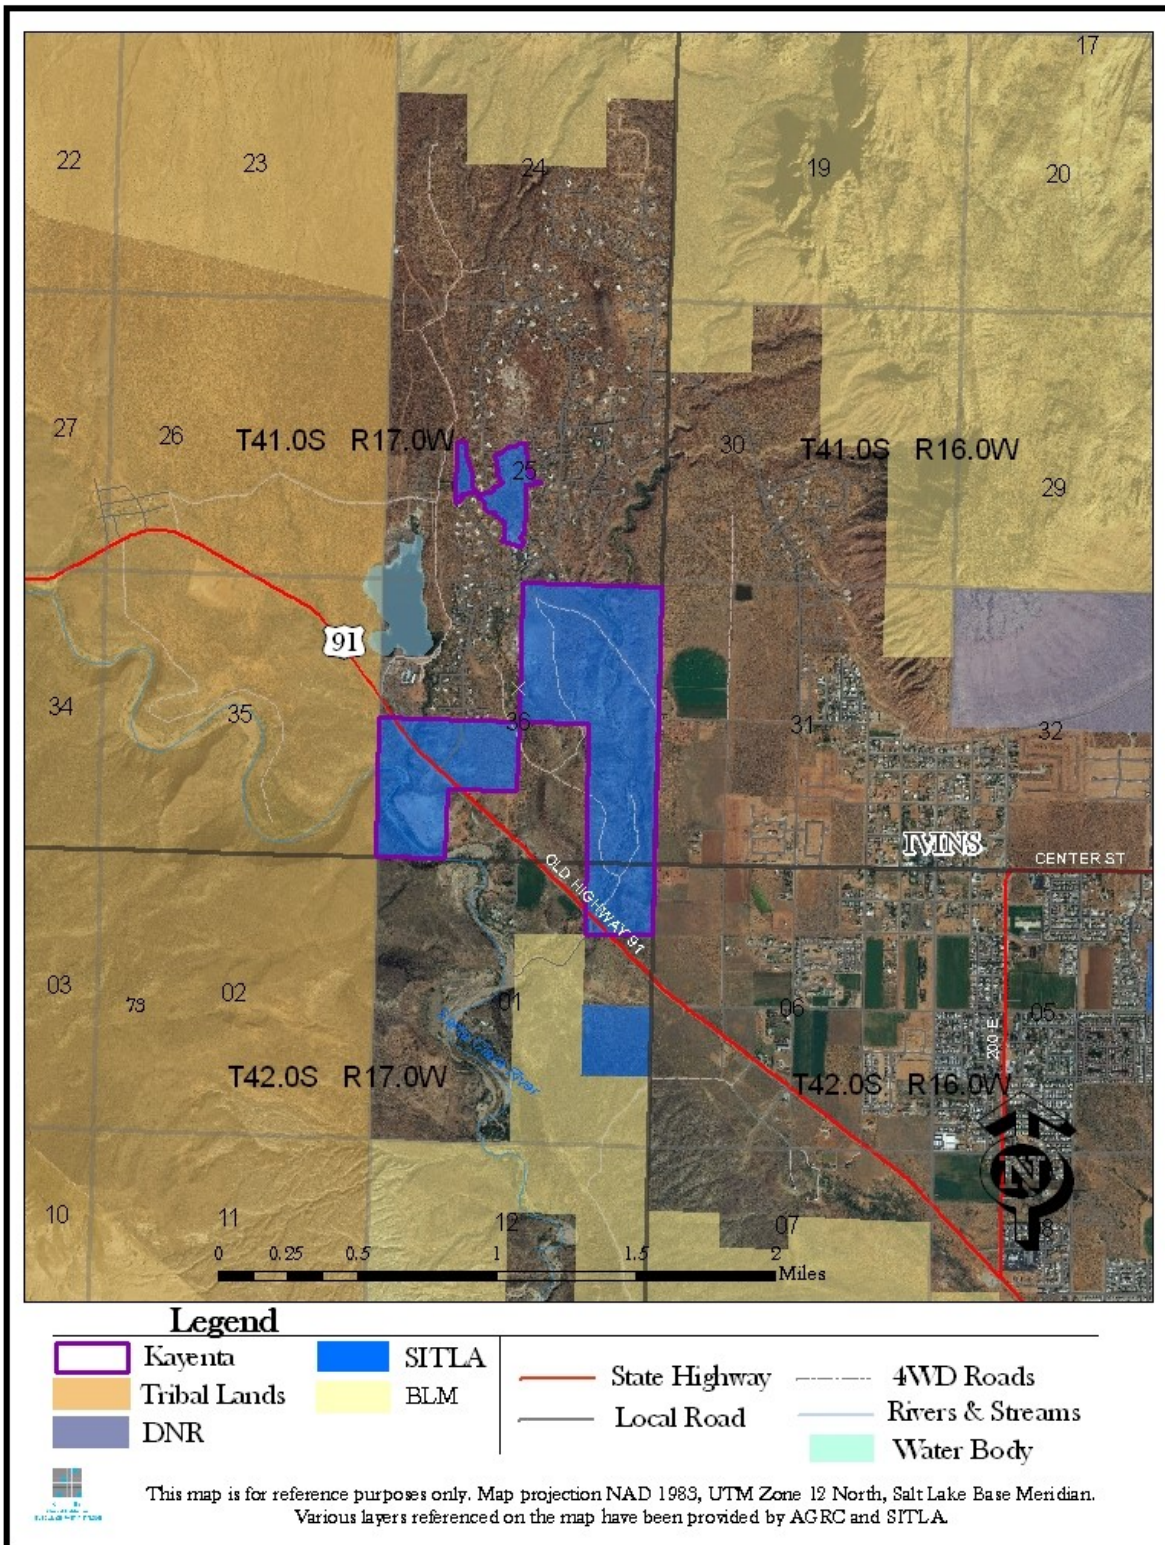 17
22
23
24
19
20
27
26
T41.0S R17.0W
25
30
T41.0S R16.0W
29
91
34
35
36
31
32
IVINS
CENTER ST
OLD HIGHWAY 91
03
73
02
01
06
05
200 E
T42.0S R17.0W
T42.0S R16.0W
N
10
11
12
07
08
0 0.25 0.5 1 1.5 2
Miles
Legend
Kayenta
SITLA
Tribal Lands
BLM
DNR
State Highway
4WD Roads
Local Road
Rivers & Streams
Water Body
This map is for reference purposes only. Map projection NAD 1983, UTM Zone 12 North, Salt Lake Base Meridian.
Various layers referenced on the map have been provided by AGRC and SITLA.